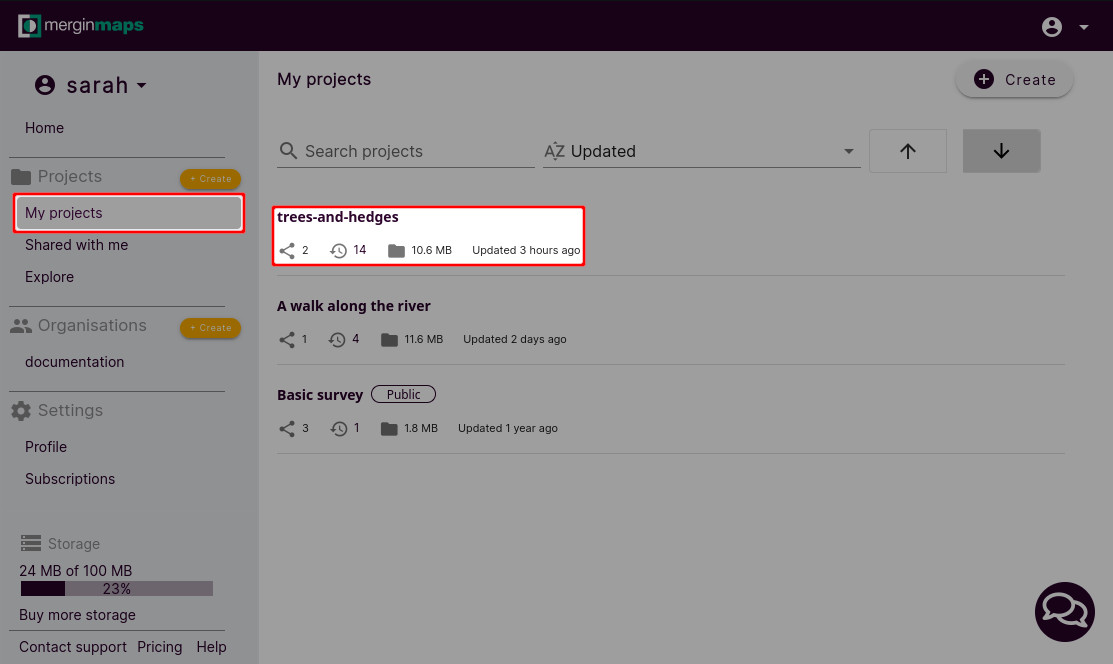 merginmaps
sarah
Home
Projects
+ Create
My projects
Shared with me
Explore
Organisations
+ Create
documentation
Settings
Profile
Subscriptions
Storage
24 MB of 100 MB
23%
Buy more storage
Contact support Pricing Help
My projects
Create
Search projects
AZ Updated
trees-and-hedges
2 14 10.6 MB Updated 3 hours ago
A walk along the river
1 4 11.6 MB Updated 2 days ago
Basic survey Public
3 1 1.8 MB Updated 1 year ago